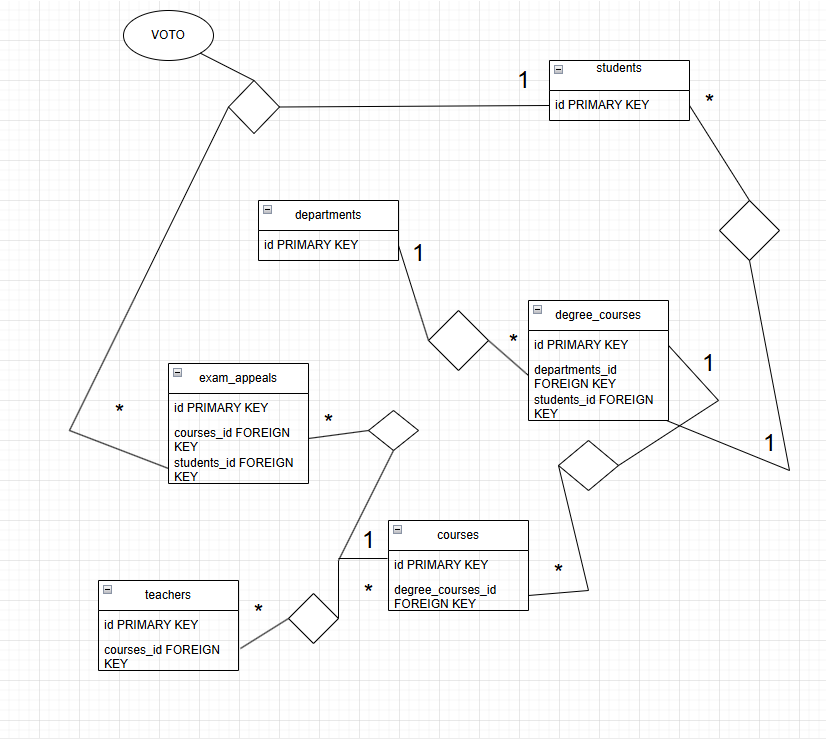 VOTO
1
students
*
id PRIMARY KEY
departments
id PRIMARY KEY
1
degree_courses
*
id PRIMARY KEY
1
departments_id
FOREIGN KEY
students_id FOREIGN
KEY
exam_appeals
id PRIMARY KEY
*
*
courses_id FOREIGN
KEY
students_id FOREIGN
KEY
1
1
courses
id PRIMARY KEY
*
degree_courses_id
FOREIGN KEY
*
teachers
*
id PRIMARY KEY
courses_id FOREIGN
KEY